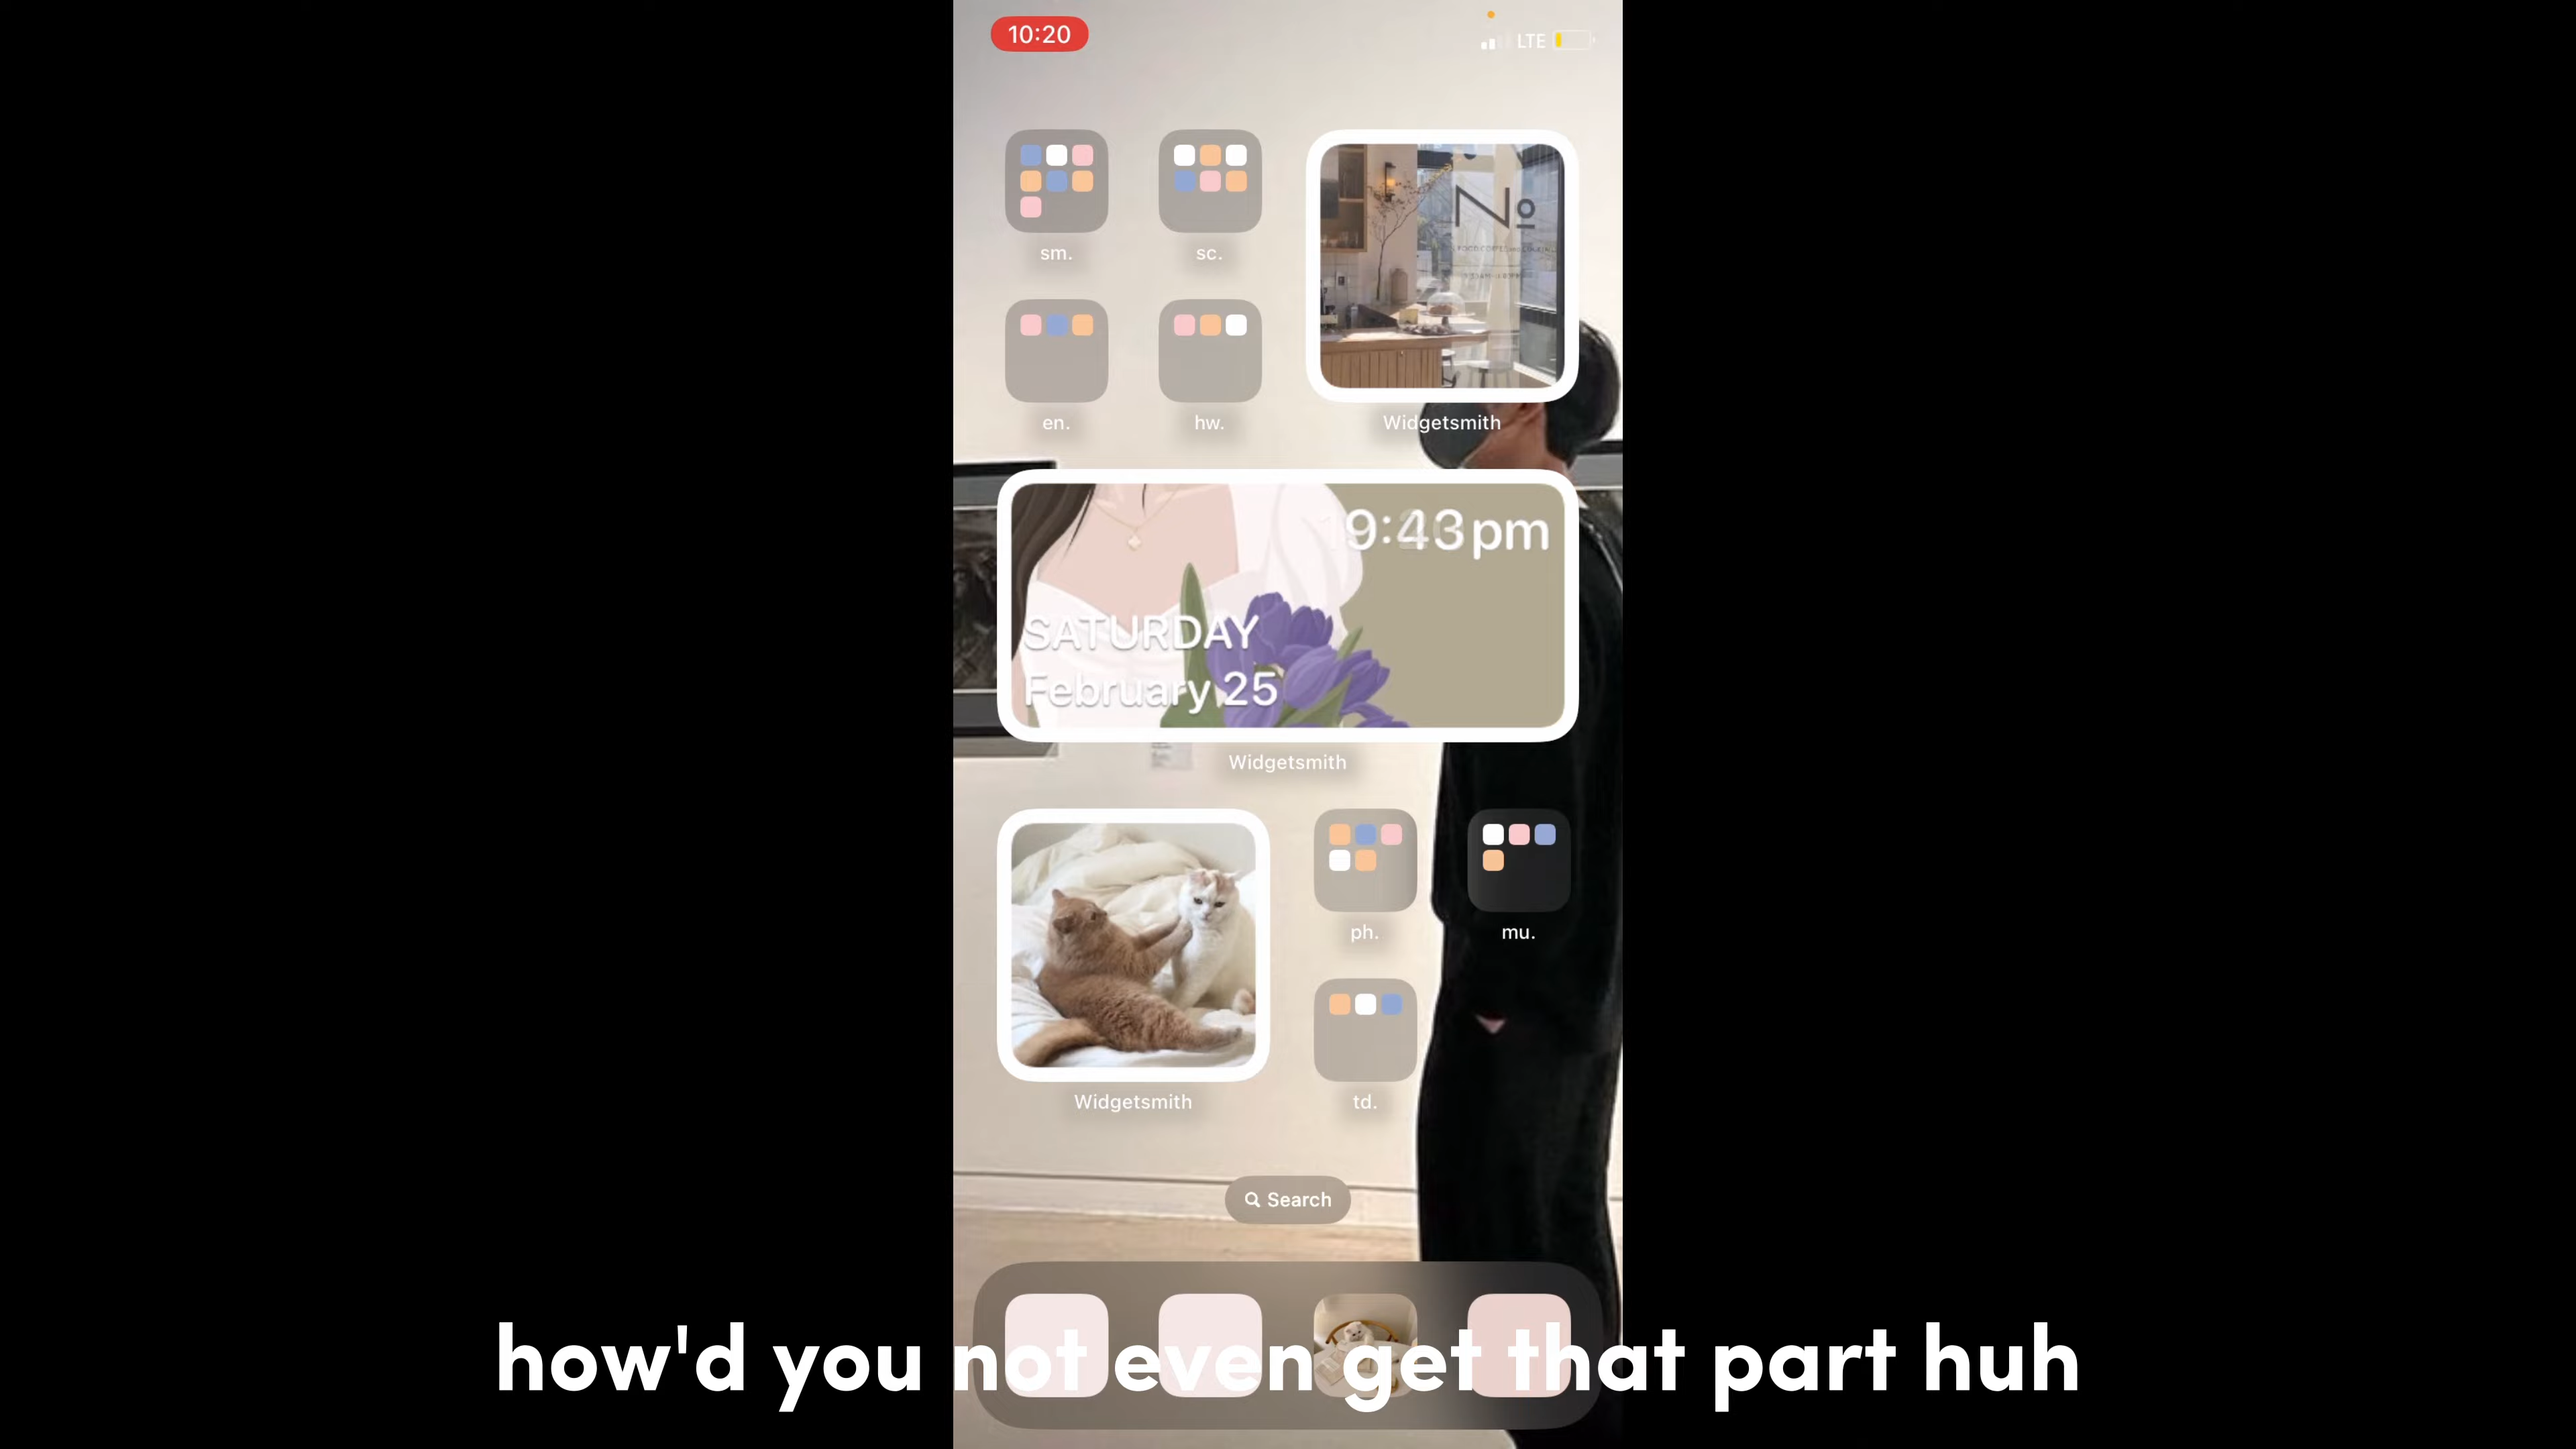 10:20
LTE
sm.
sc.
No
en.
hw.
Widgetsmith
9:43pm
SATURDAY
February 25
Widgetsmith
ph.
mu.
Widgetsmith
td.
Search
how'd you not even get that part huh